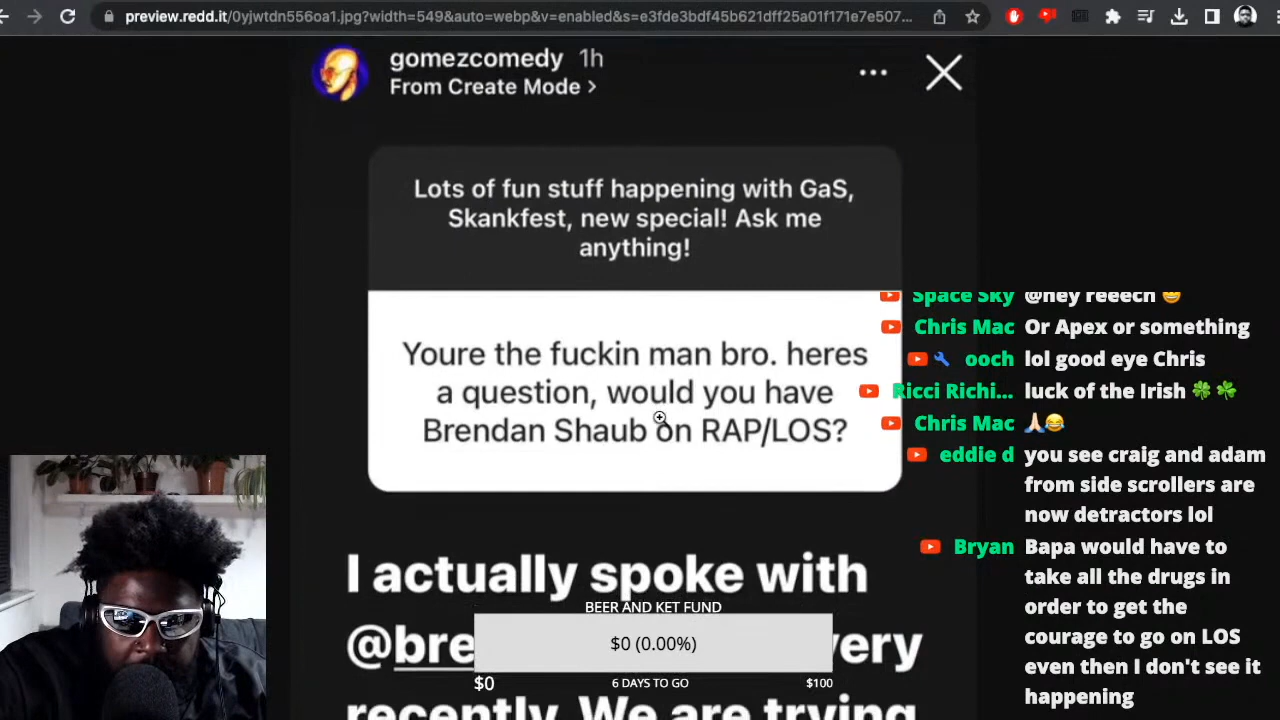 preview.redd.it/0yjwtdn556oa1.jpg?width=549&auto=webp&v=enabled&s=e3fde3bdf45b621dff25a01f171e7e507...
gomezcomedy 1h
From Create Mode >
Lots of fun stuff happening with GaS,
Skankfest, new special! Ask me
anything!
Youre the fuckin man bro. heres
a question, would you have
Brendan Shaub on RAP/LOS?
I actually spoke with
@bre very
recently. We are trying
BEER AND KET FUND
$0 (0.00%)
$0 6 DAYS TO GO $100
Space Sky @hey reeech
Chris Mac Or Apex or something
ooch lol good eye Chris
Ricci Richi... luck of the Irish 🍀🍀
Chris Mac 🙏🏻😂
eddie d you see craig and adam
from side scrollers are
now detractors lol
Bryan Bapa would have to
take all the drugs in
order to get the
courage to go on LOS
even then I don't see it
happening